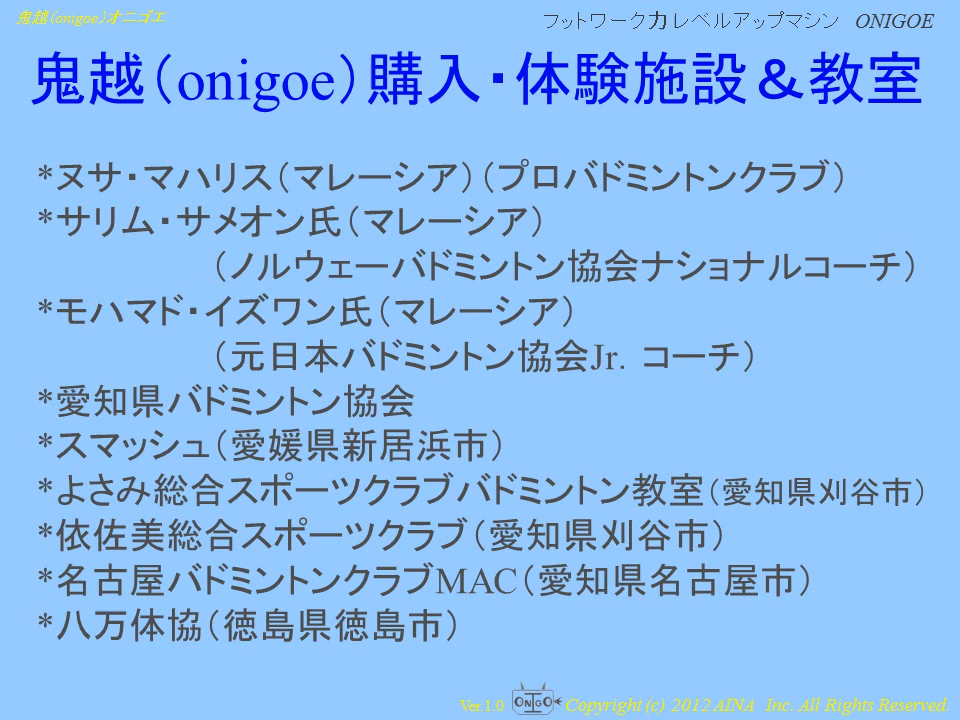 鬼越（onigoe）オニゴエ
フットワーク力レベルアップマシン ONIGOE
鬼越（onigoe）購入・体験施設＆教室
*ヌサ・マハリス（マレーシア）（プロバドミントンクラブ）
*サリム・サメオン氏（マレーシア）
（ノルウェーバドミントン協会ナショナルコーチ）
*モハマド・イズワン氏（マレーシア）
（元日本バドミントン協会Jr．コーチ）
*愛知県バドミントン協会
*スマッシュ（愛媛県新居浜市）
*よさみ総合スポーツクラブバドミントン教室（愛知県刈谷市）
*依佐美総合スポーツクラブ（愛知県刈谷市）
*名古屋バドミントンクラブMAC（愛知県名古屋市）
*八万体協（徳島県徳島市）
Ver.1.0 ONIGO Copyright (c) 2012 AINA Inc. All Rights Reserved.